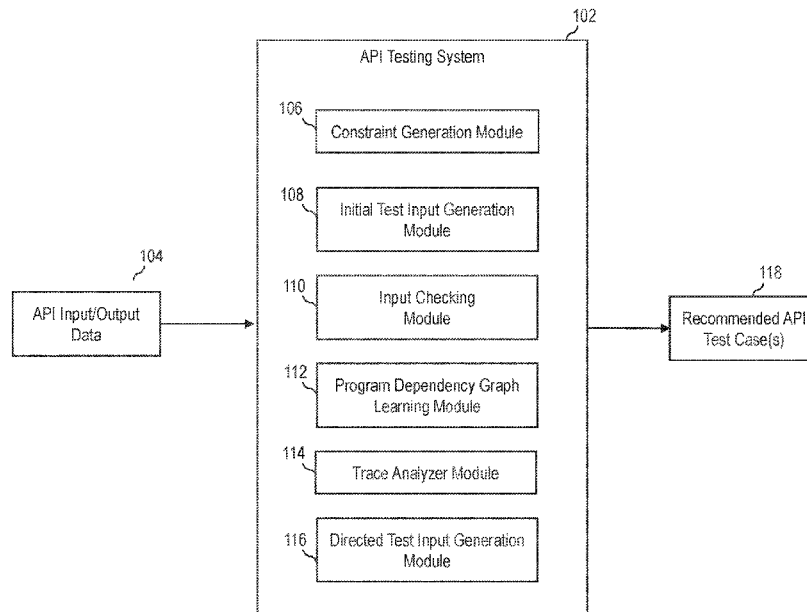 102
API Testing System
106
Constraint Generation Module
108
Initial Test Input Generation
Module
104
API Input/Output
Data
110
Input Checking
Module
118
Recommended API
Test Case(s)
112
Program Dependency Graph
Learning Module
114
Trace Analyzer Module
116
Directed Test Input Generation
Module